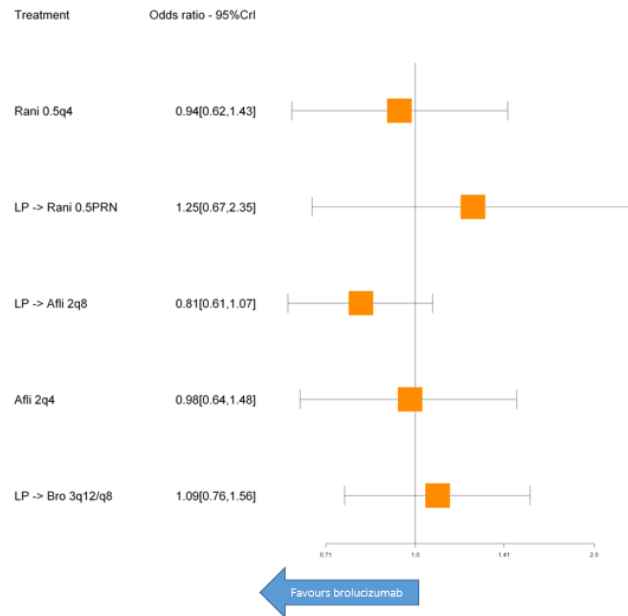 Treatment Odds ratio - 95%CrI
Rani 0.5q4 0.94[0.62,1.43]
LP -> Rani 0.5PRN 1.25[0.67,2.35]
LP -> Afli 2q8 0.81[0.61,1.07]
Afli 2q4 0.98[0.64,1.48]
LP -> Bro 3q12/q8 1.09[0.76,1.56]
0.71 1.0 1.41 2.0
Favours brolucizumab